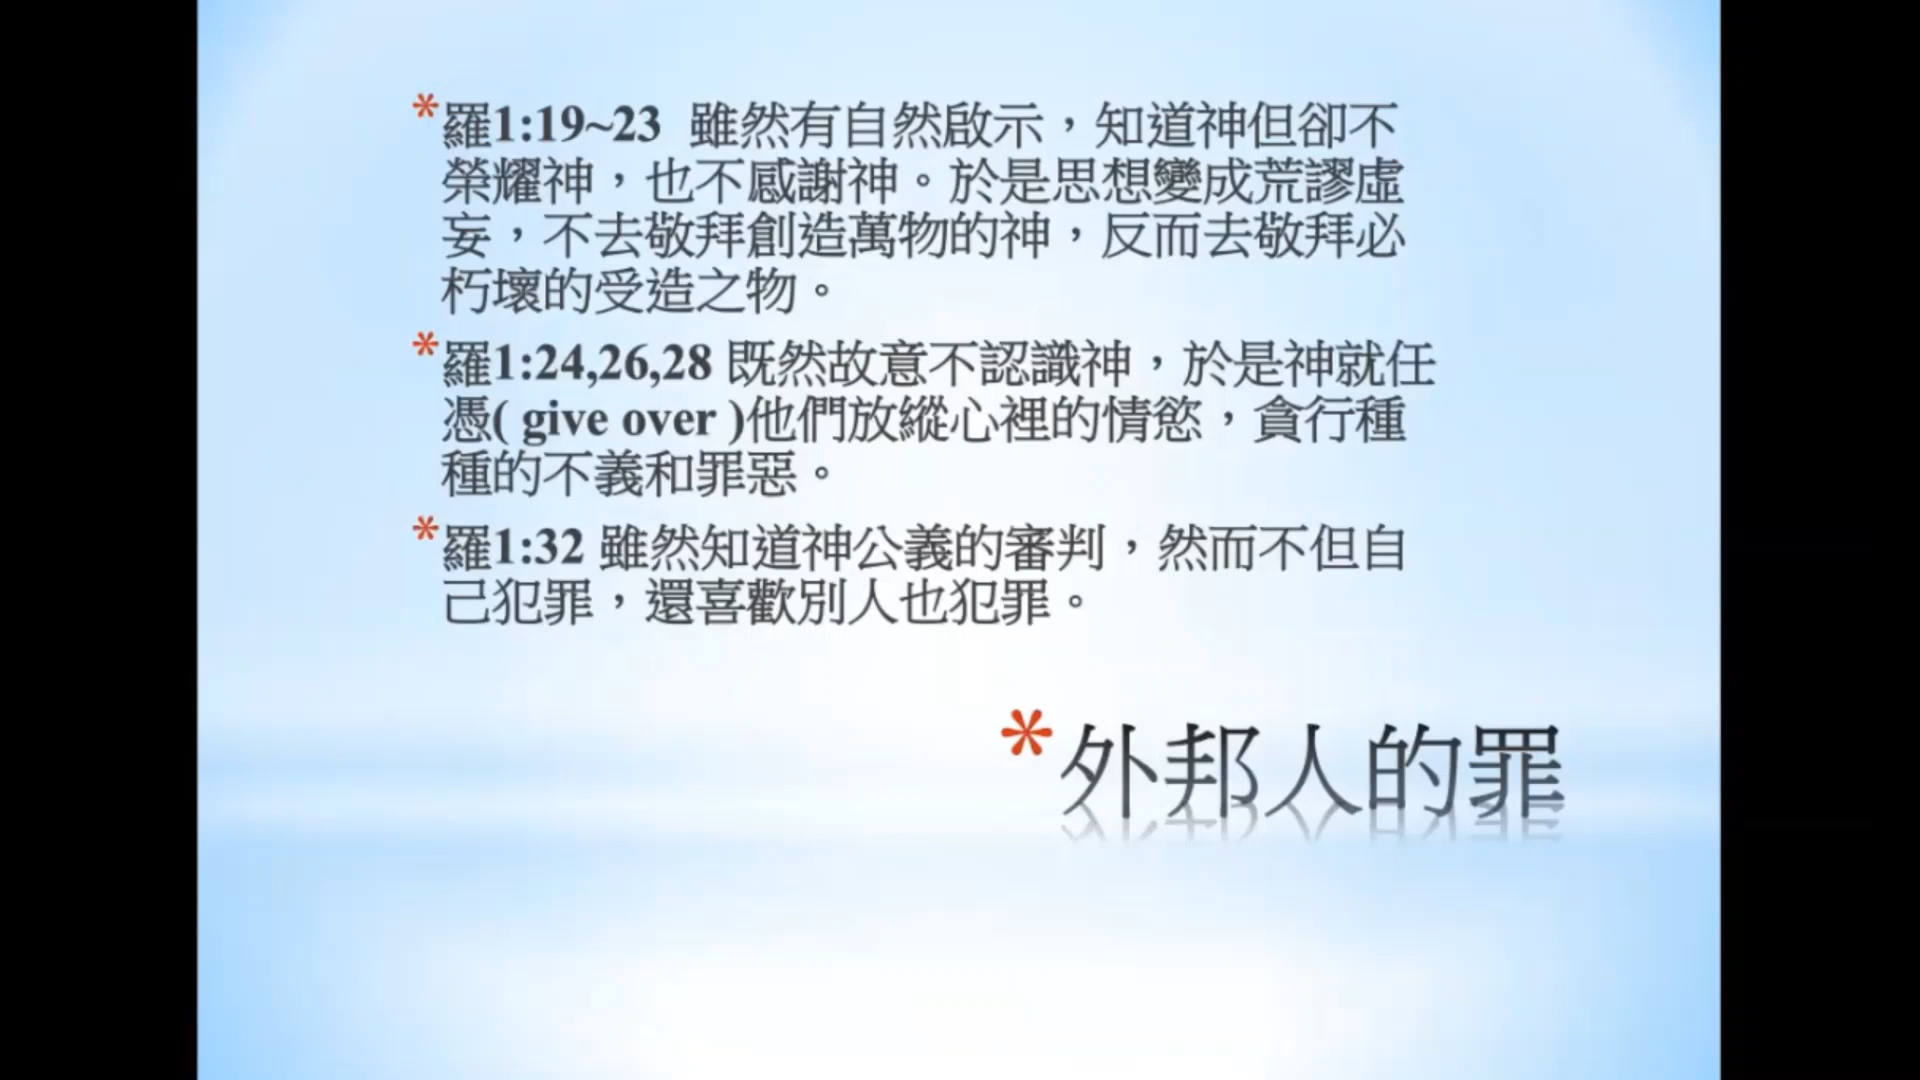 *羅1:19~23 雖然有自然啟示，知道神但卻不
榮耀神，也不感謝神。於是思想變成荒謬虛
妄，不去敬拜創造萬物的神，反而去敬拜必
朽壞的受造之物。
*羅1:24,26,28 既然故意不認識神，於是神就任
憑( give over )他們放縱心裡的情慾，貪行種
種的不義和罪惡。
*羅1:32 雖然知道神公義的審判，然而不但自
己犯罪，還喜歡別人也犯罪。
*外邦人的罪